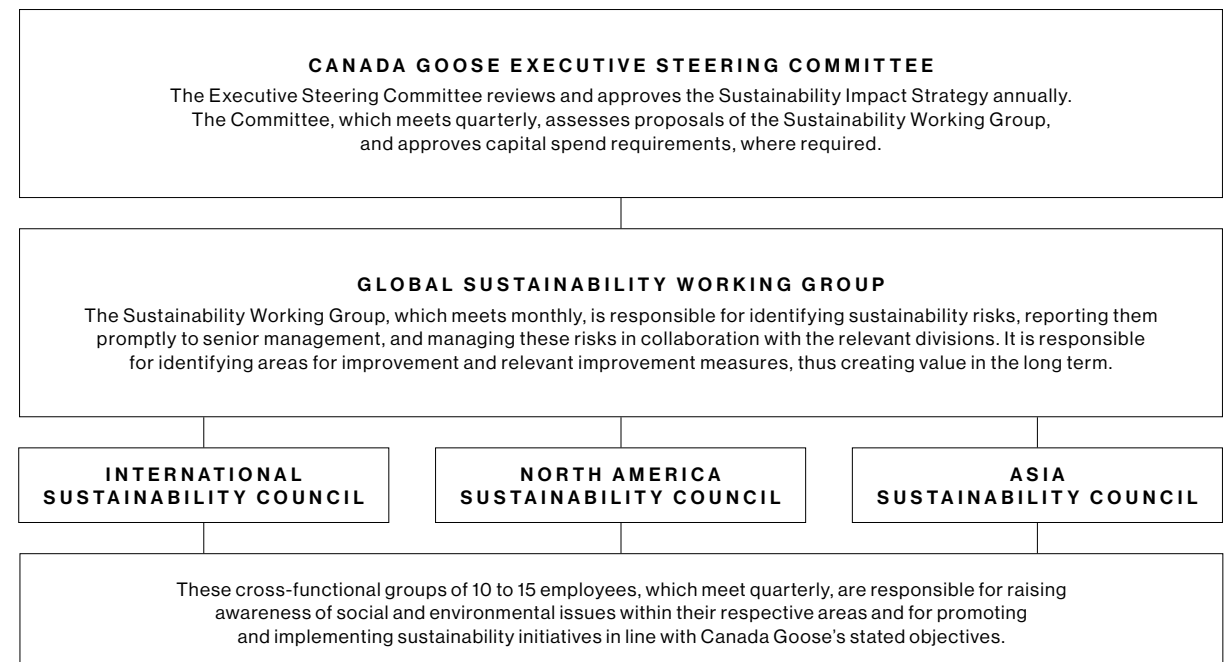 CANADA GOOSE EXECUTIVE STEERING COMMITTEE
The Executive Steering Committee reviews and approves the Sustainability Impact Strategy annually.
The Committee, which meets quarterly, assesses proposals of the Sustainability Working Group,
and approves capital spend requirements, where required.
GLOBAL SUSTAINABILITY WORKING GROUP
The Sustainability Working Group, which meets monthly, is responsible for identifying sustainability risks, reporting them
promptly to senior management, and managing these risks in collaboration with the relevant divisions. It is responsible
for identifying areas for improvement and relevant improvement measures, thus creating value in the long term.
INTERNATIONAL
SUSTAINABILITY COUNCIL
NORTH AMERICA
SUSTAINABILITY COUNCIL
ASIA
SUSTAINABILITY COUNCIL
These cross-functional groups of 10 to 15 employees, which meet quarterly, are responsible for raising
awareness of social and environmental issues within their respective areas and for promoting
and implementing sustainability initiatives in line with Canada Goose's stated objectives.